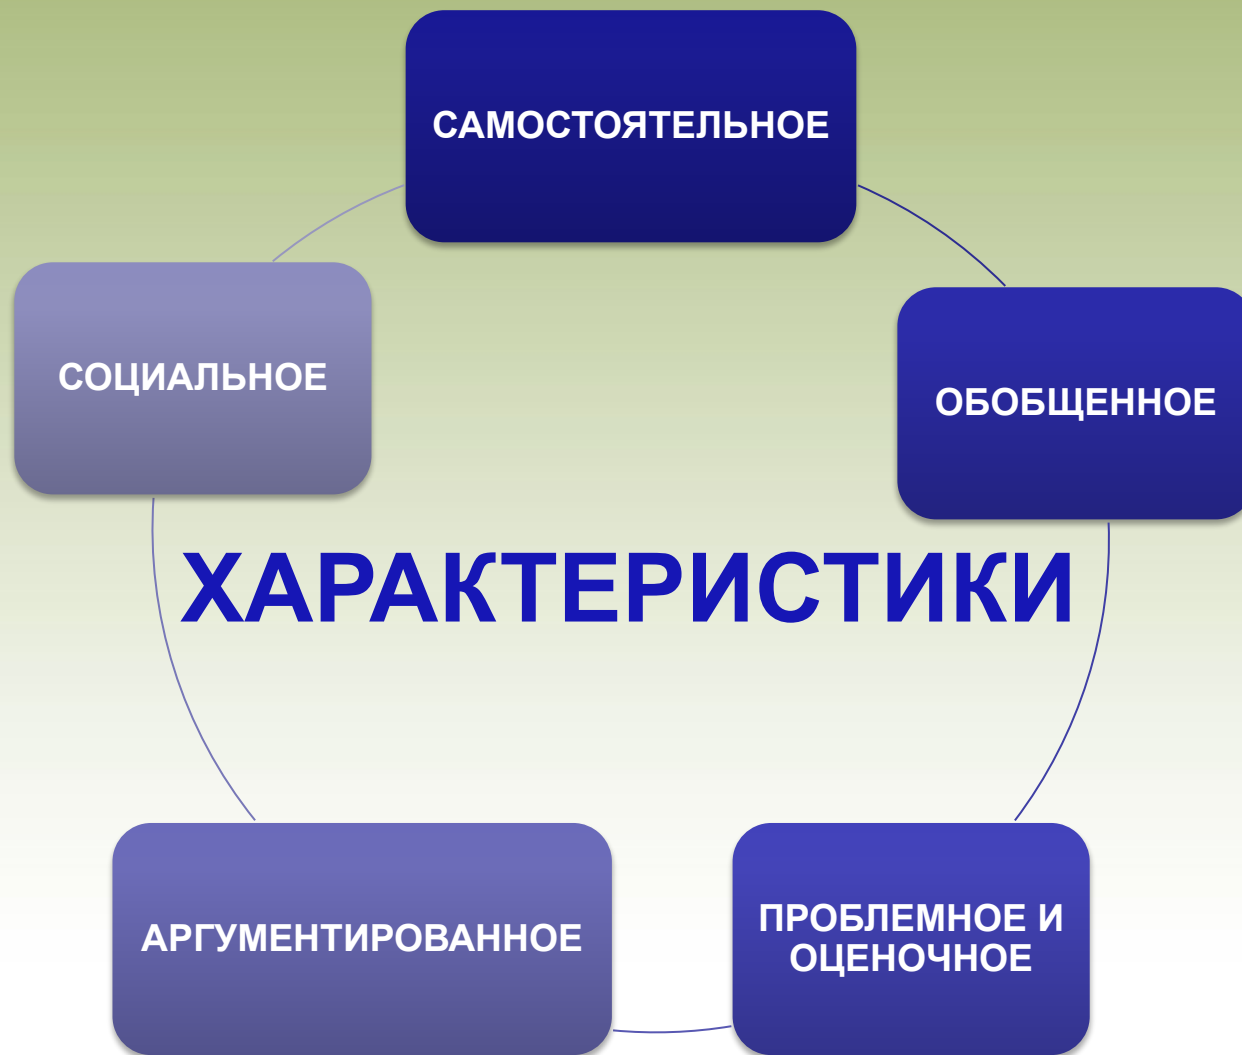 САМОСТОЯТЕЛЬНОЕ
СОЦИАЛЬНОЕ
ОБОБЩЕННОЕ
ХАРАКТЕРИСТИКИ
АРГУМЕНТИРОВАННОЕ
ПРОБЛЕМНОЕ И
ОЦЕНОЧНОЕ